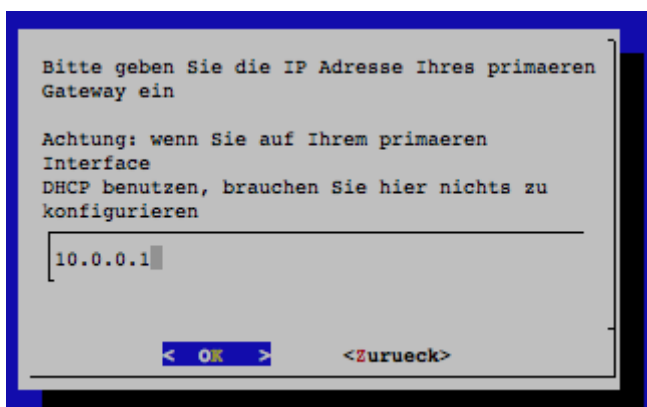 Bitte geben Sie die IP Adresse Ihres primaeren
Gateway ein
Achtung: wenn Sie auf Ihrem primaeren
Interface
DHCP benutzen, brauchen Sie hier nichts zu
konfigurieren
10.0.0.1
< OK > <Zurueck>